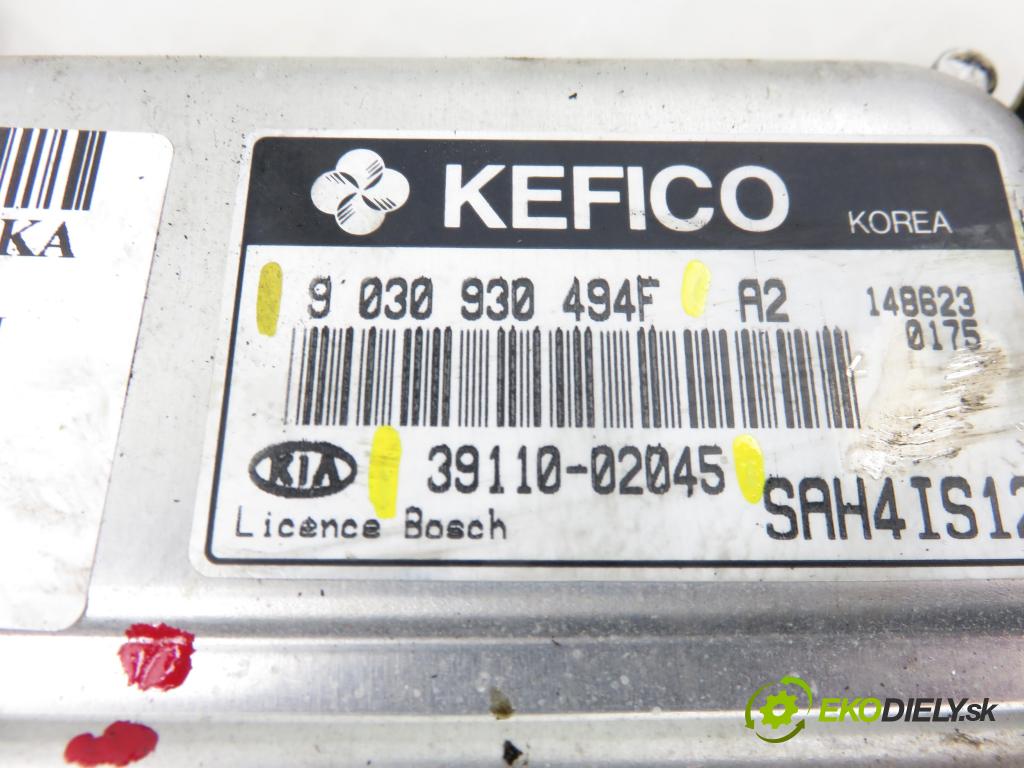 KEFICO KOREA
9 030 930 494F A2 148623
0175
KIA 39110-02045
SAH4IS12
Licence Bosch
KA
EKODIELY.sk